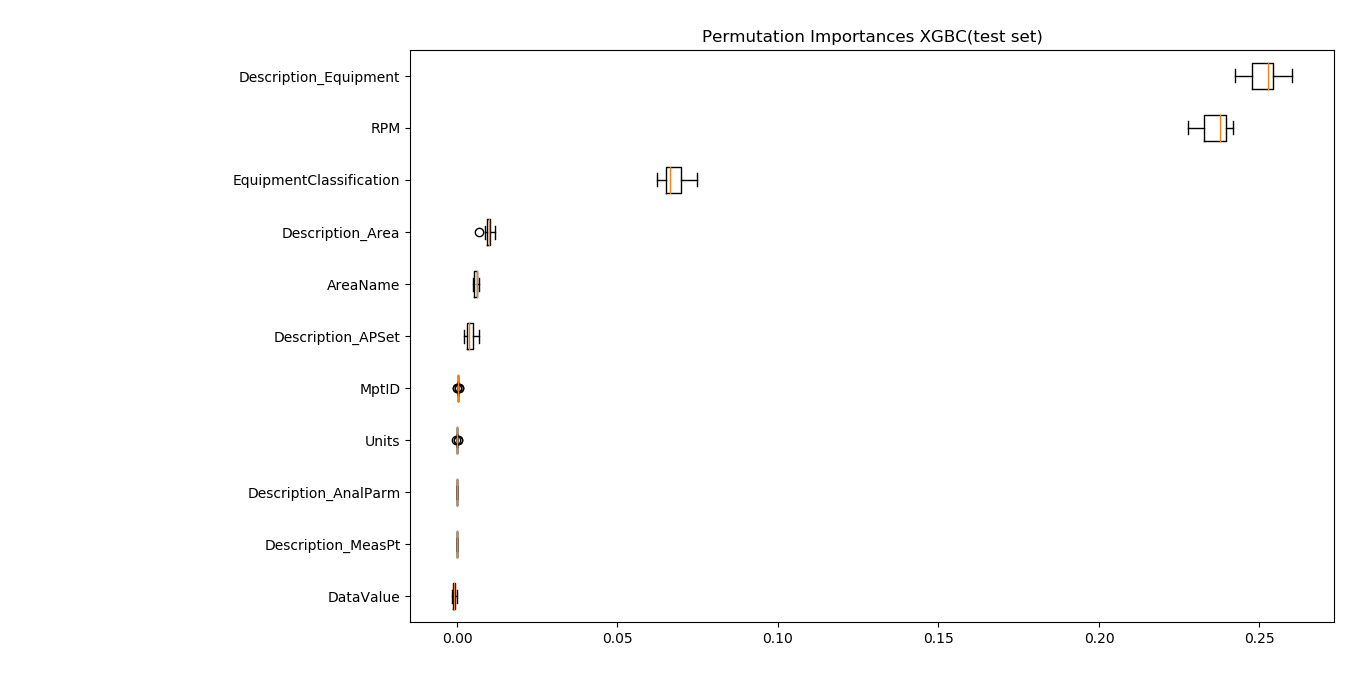 Permutation Importances XGBC(test set)
Description_Equipment
RPM
EquipmentClassification
Description_Area
AreaName
Description_APSet
MptID
Units
Description_AnalParm
Description_MeasPt
DataValue
0.00 0.05 0.10 0.15 0.20 0.25